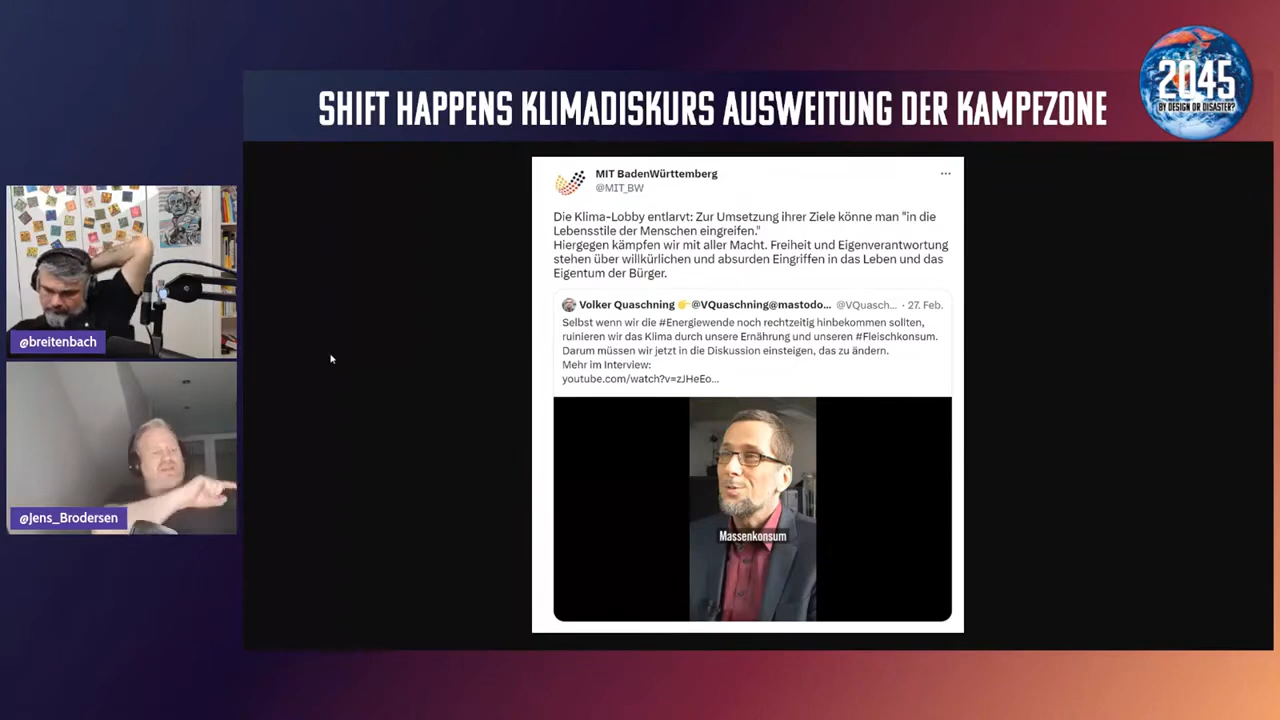 SHIFT HAPPENS KLIMADISKURS AUSWEITUNG DER KAMPFZONE
2045
BY DESIGN OR DISASTER?
MIT BadenWürttemberg
@MIT_BW
Die Klima-Lobby entlarvt: Zur Umsetzung ihrer Ziele könne man "in die
Lebensstile der Menschen eingreifen."
Hiergegen kämpfen wir mit aller Macht. Freiheit und Eigenverantwortung
stehen über willkürlichen und absurden Eingriffen in das Leben und das
Eigentum der Bürger.
Volker Quaschning 👉@VQuaschning@mastodo... @VQuasch... · 27. Feb.
Selbst wenn wir die #Energiewende noch rechtzeitig hinbekommen sollten,
ruinieren wir das Klima durch unsere Ernährung und unseren #Fleischkonsum.
Darum müssen wir jetzt in die Diskussion einsteigen, das zu ändern.
Mehr im Interview:
youtube.com/watch?v=zJHeEo...
Massenkonsum
@breitenbach
@Jens_Brodersen